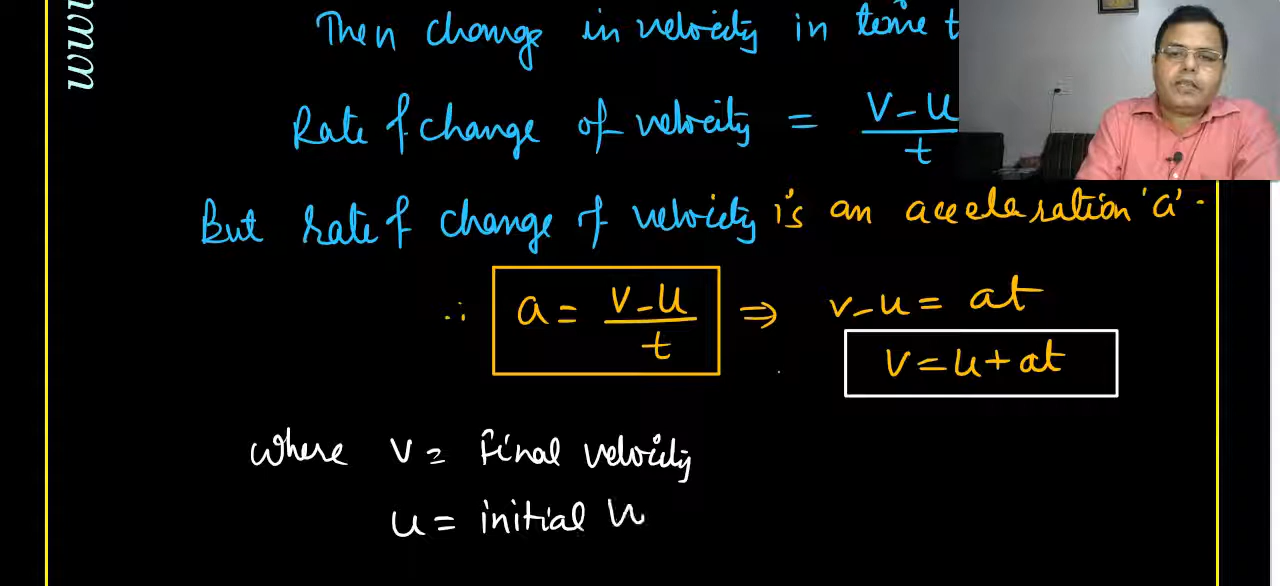 www
Then change in velocity in time t
Rate of change of velocity = v-u/t
But rate of change of velocity is an acceleration 'a'.
∴ a = v-u/t ⇒ v-u = at
v = u + at
where v = final velocity
u = initial v